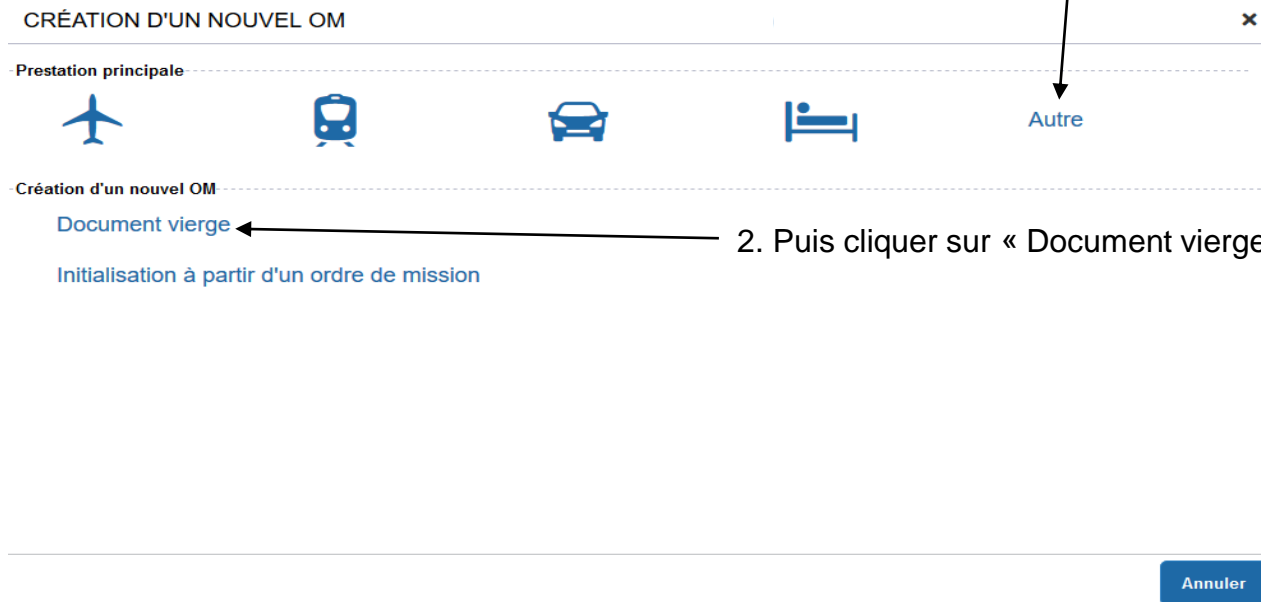 CRÉATION D'UN NOUVEL OM
Prestation principale
Autre
Création d'un nouvel OM
Document vierge
2. Puis cliquer sur « Document vierge
Initialisation à partir d'un ordre de mission
Annuler